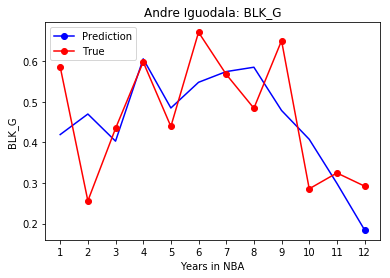 Andre Iguodala: BLK_G
Prediction
True
BLK_G
0.6
0.5
0.4
0.3
0.2
1 2 3 4 5 6 7 8 9 10 11 12
Years in NBA